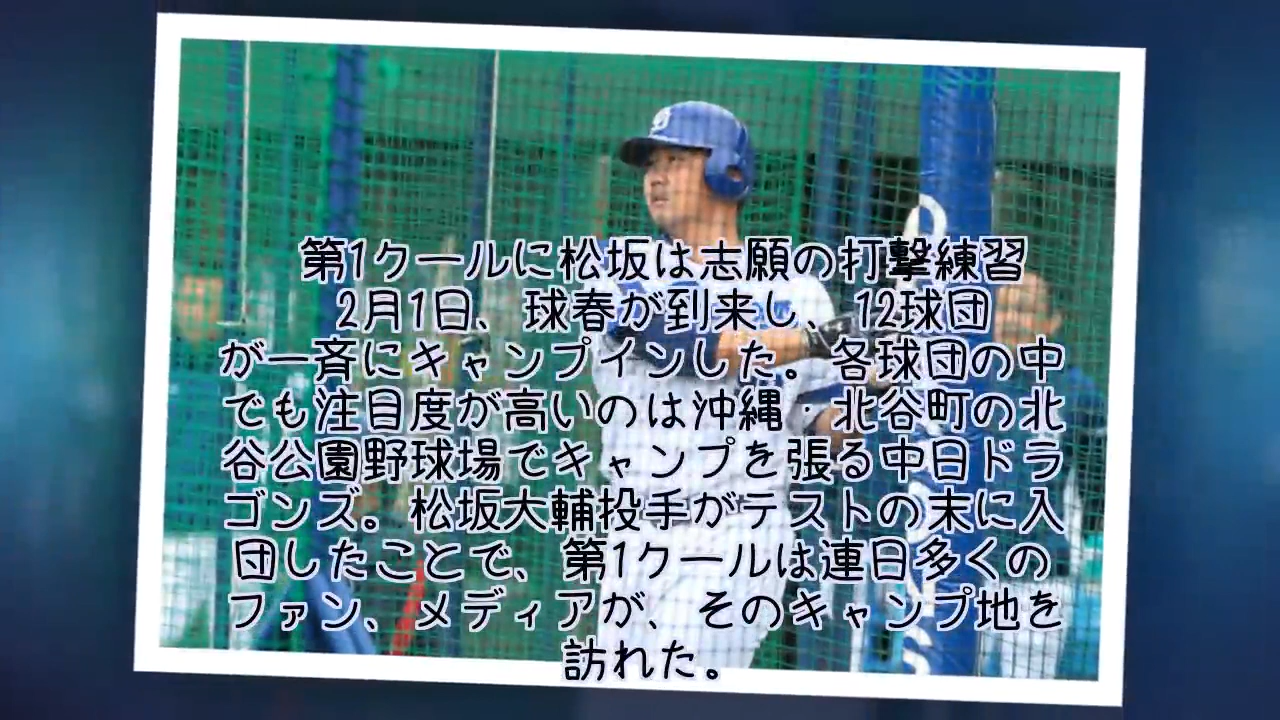 第1クールに松坂は志願の打撃練習
2月1日、球春が到来し、12球団
が一斉にキャンプインした。各球団の中
でも注目度が高いのは沖縄・北谷町の北
谷公園野球場でキャンプを張る中日ドラ
ゴンズ。松坂大輔投手がテストの末に入
団したことで、第1クールは連日多くの
ファン、メディアが、そのキャンプ地を
訪れた。